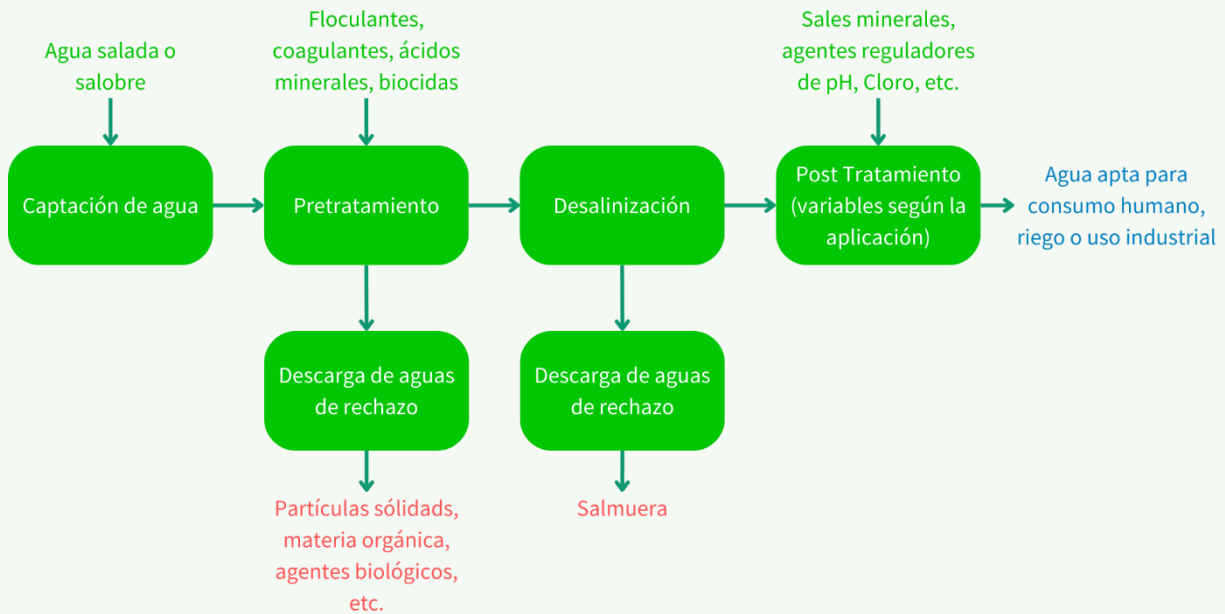 Agua salada o
salobre
Floculantes,
coagulantes, ácidos
minerales, biocidas
Sales minerales,
agentes reguladores
de pH, Cloro, etc.
Captación de agua
Pretratamiento
Desalinización
Post Tratamiento
(variables según la
aplicación)
Agua apta para
consumo humano,
riego o uso industrial
Descarga de aguas
de rechazo
Descarga de aguas
de rechazo
Partículas sólidads,
materia orgánica,
agentes biológicos,
etc.
Salmuera